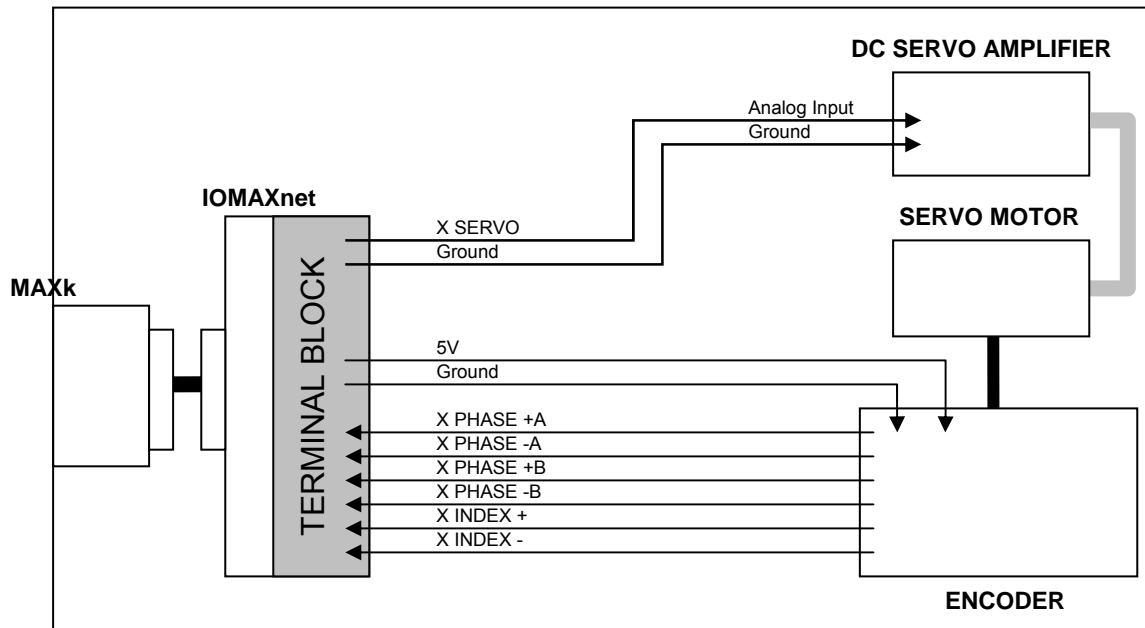 DC SERVO AMPLIFIER
Analog Input
Ground
IOMAXnet
SERVO MOTOR
X SERVO
Ground
MAXk
TERMINAL BLOCK
5V
Ground
X PHASE +A
X PHASE -A
X PHASE +B
X PHASE -B
X INDEX +
X INDEX -
ENCODER